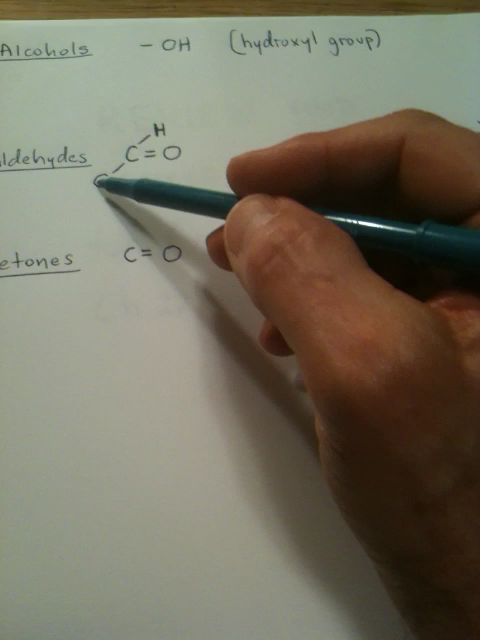 Alcohols – OH (hydroxyl group)
H
ldehydes C=O
C
etones C=O